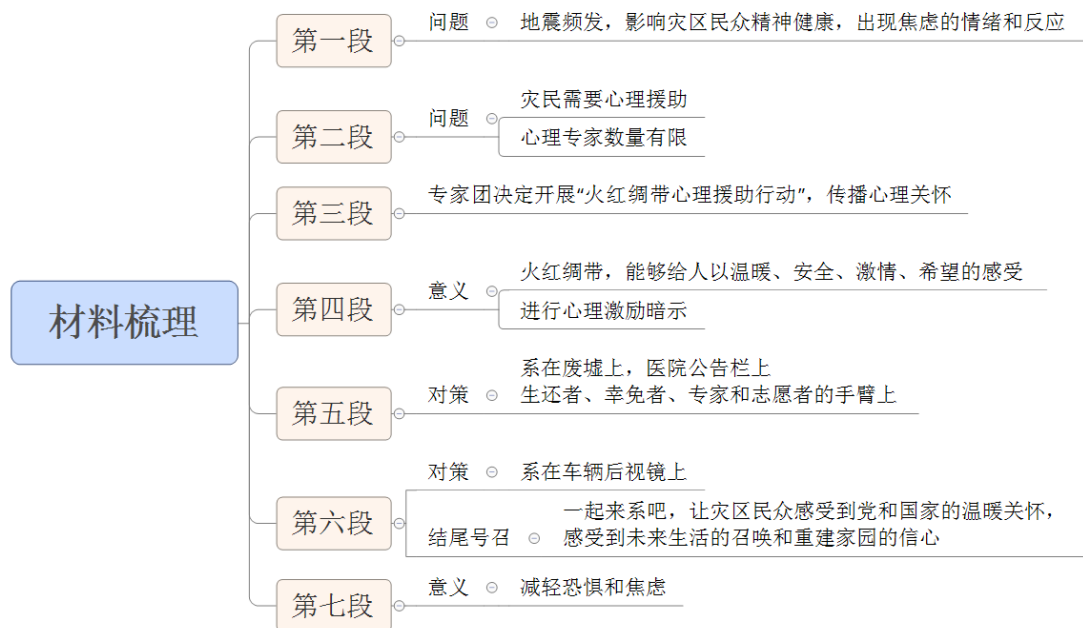 材料梳理
第一段
问题
地震频发，影响灾区民众精神健康，出现焦虑的情绪和反应
第二段
问题
灾民需要心理援助
心理专家数量有限
第三段
专家团决定开展“火红绸带心理援助行动”，传播心理关怀
第四段
意义
火红绸带，能够给人以温暖、安全、激情、希望的感受
进行心理激励暗示
第五段
对策
系在废墟上，医院公告栏上
生还者、幸免者、专家和志愿者的手臂上
第六段
对策
系在车辆后视镜上
结尾号召
一起来系吧，让灾区民众感受到党和国家的温暖关怀，
感受到未来生活的召唤和重建家园的信心
第七段
意义
减轻恐惧和焦虑